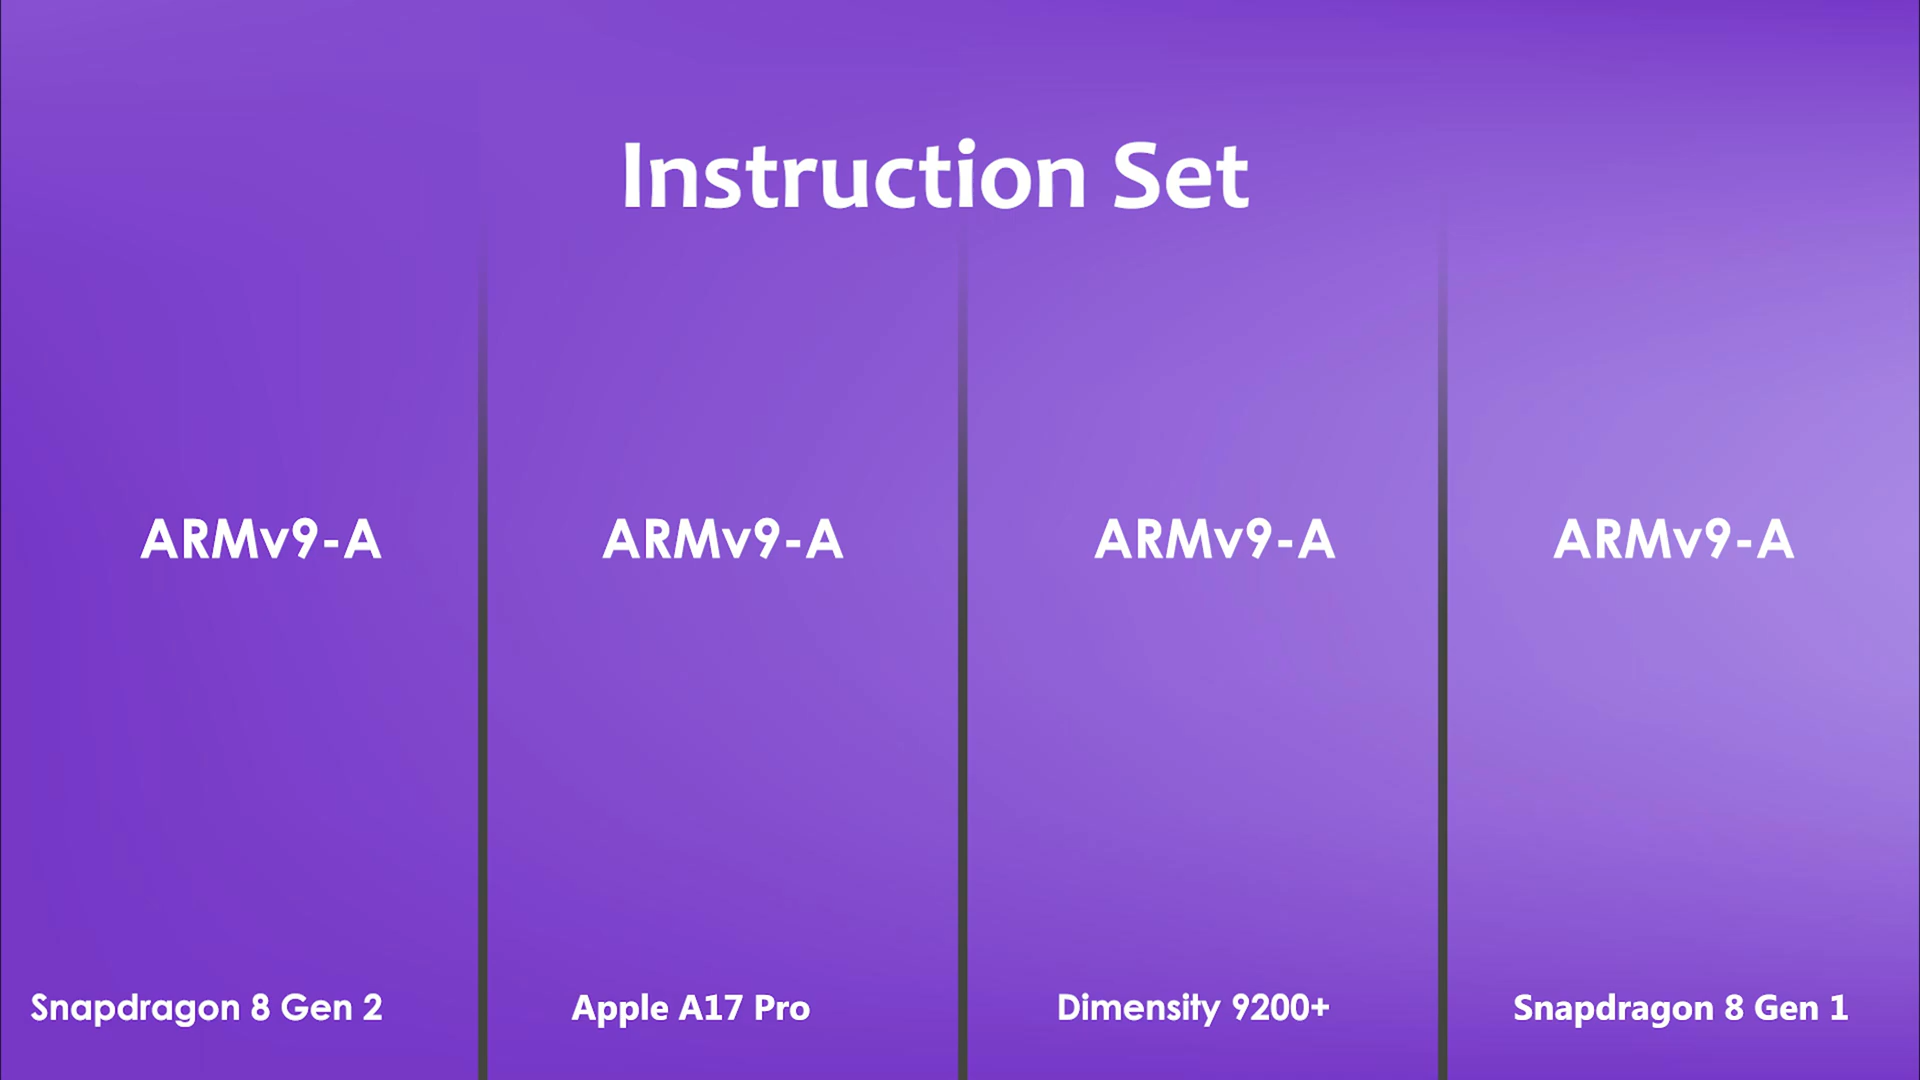 Instruction Set
ARMv9-A
ARMv9-A
ARMv9-A
ARMv9-A
Snapdragon 8 Gen 2
Apple A17 Pro
Dimensity 9200+
Snapdragon 8 Gen 1